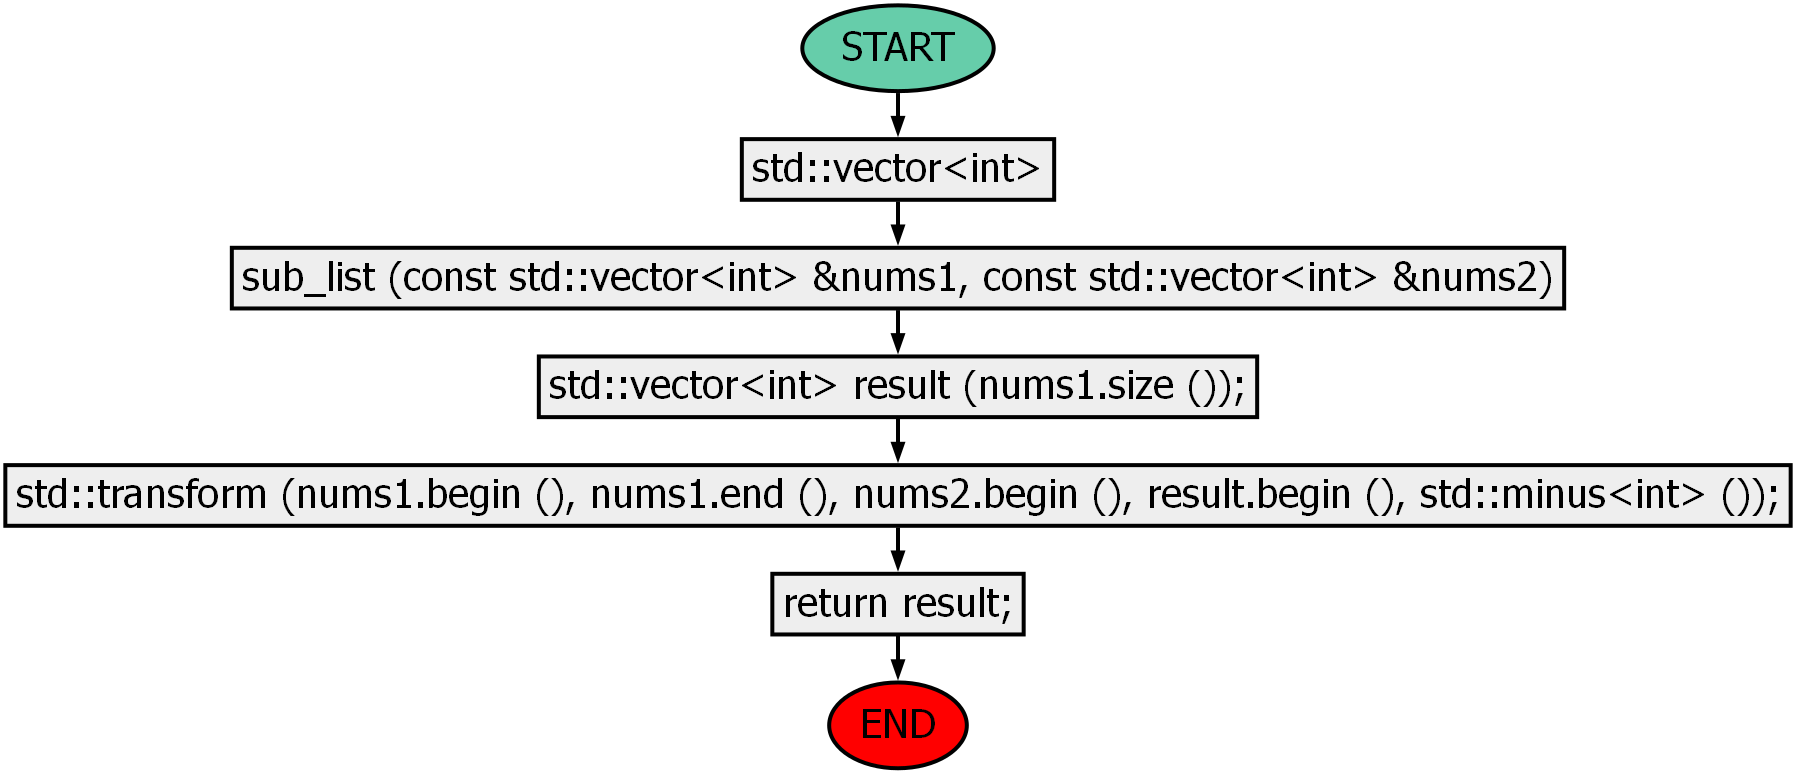 START
std::vector<int>
sub_list (const std::vector<int> &nums1, const std::vector<int> &nums2)
std::vector<int> result (nums1.size ());
std::transform (nums1.begin (), nums1.end (), nums2.begin (), result.begin (), std::minus<int> ());
return result;
END